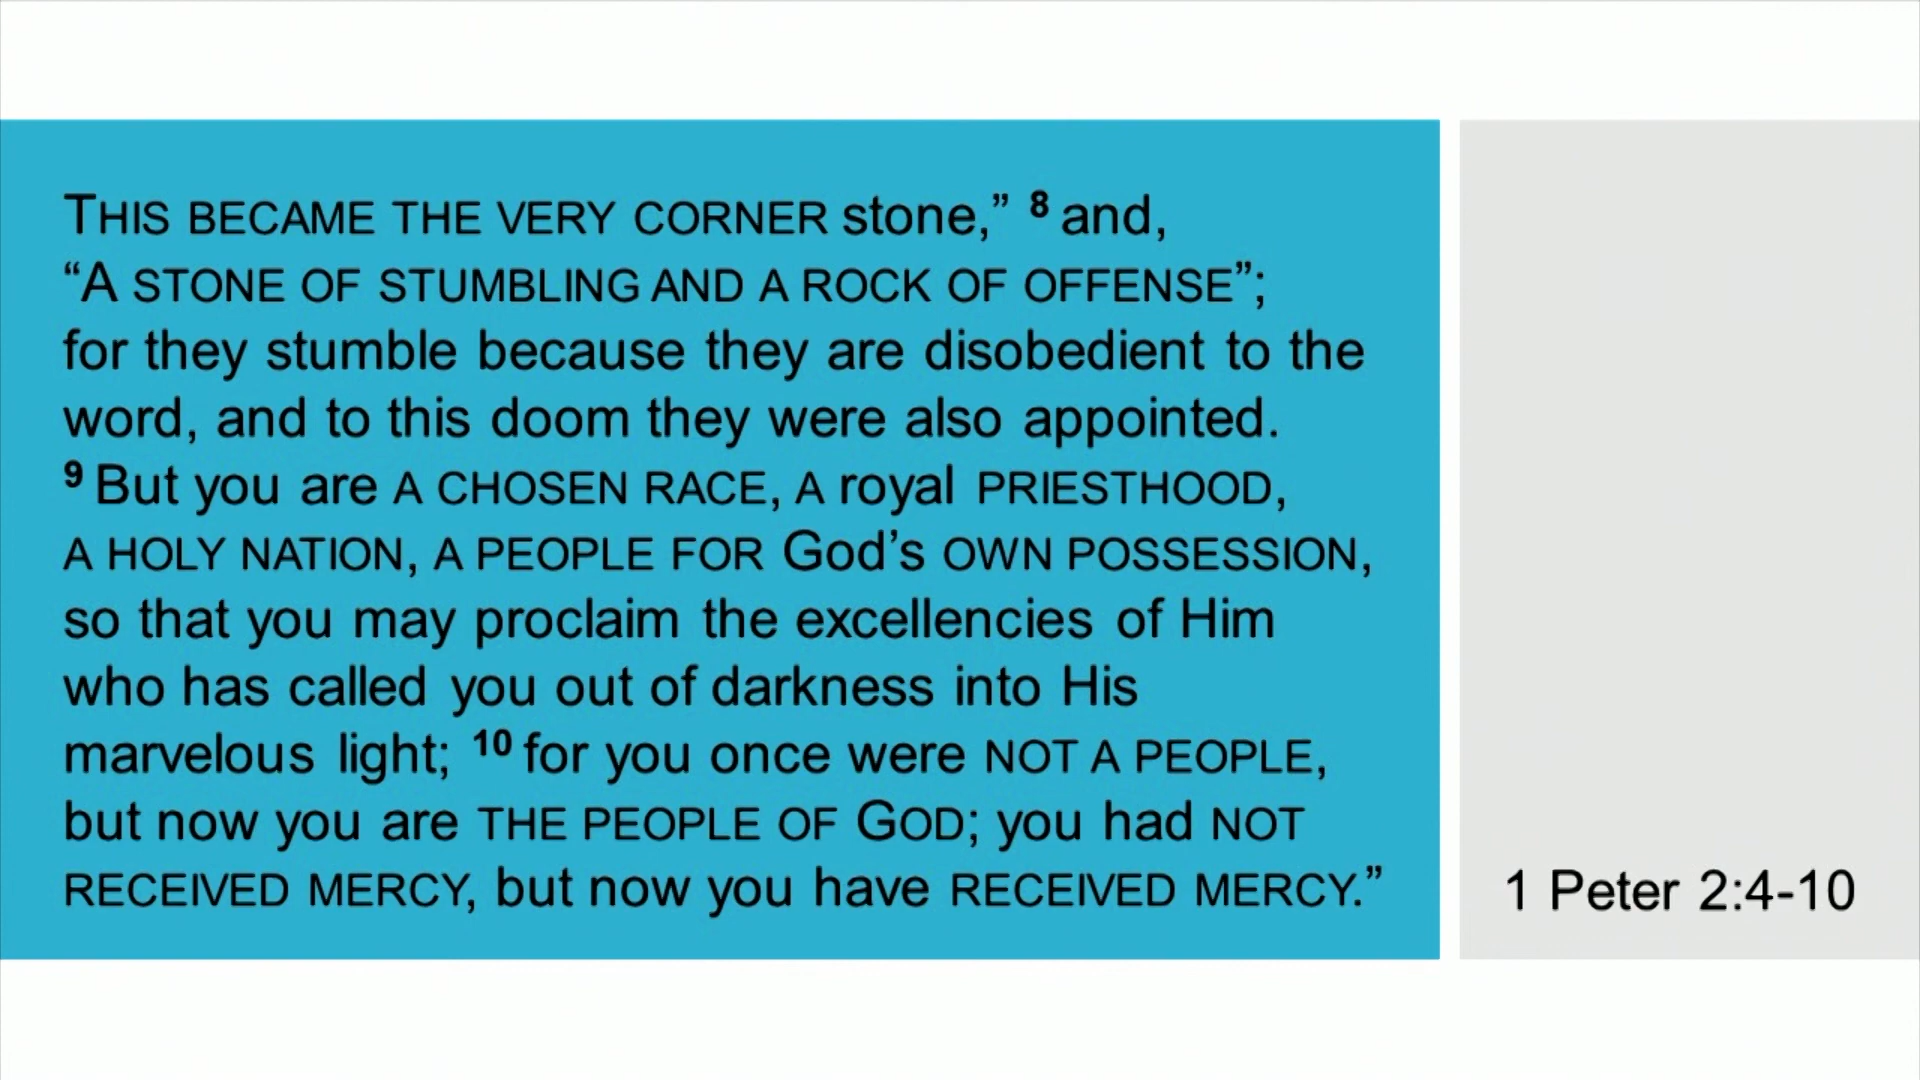 THIS BECAME THE VERY CORNER stone,” 8 and,
“A STONE OF STUMBLING AND A ROCK OF OFFENSE”;
for they stumble because they are disobedient to the
word, and to this doom they were also appointed.
9 But you are A CHOSEN RACE, A royal PRIESTHOOD,
A HOLY NATION, A PEOPLE FOR God’s OWN POSSESSION,
so that you may proclaim the excellencies of Him
who has called you out of darkness into His
marvelous light; 10 for you once were NOT A PEOPLE,
but now you are THE PEOPLE OF GOD; you had NOT
RECEIVED MERCY, but now you have RECEIVED MERCY.”
1 Peter 2:4-10